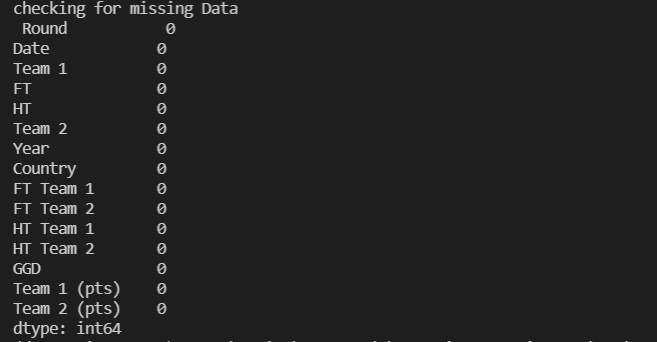 checking for missing Data
 Round            0
Date             0
Team 1           0
FT               0
HT               0
Team 2           0
Year             0
Country          0
FT Team 1        0
FT Team 2        0
HT Team 1        0
HT Team 2        0
GGD              0
Team 1 (pts)     0
Team 2 (pts)     0
dtype: int64